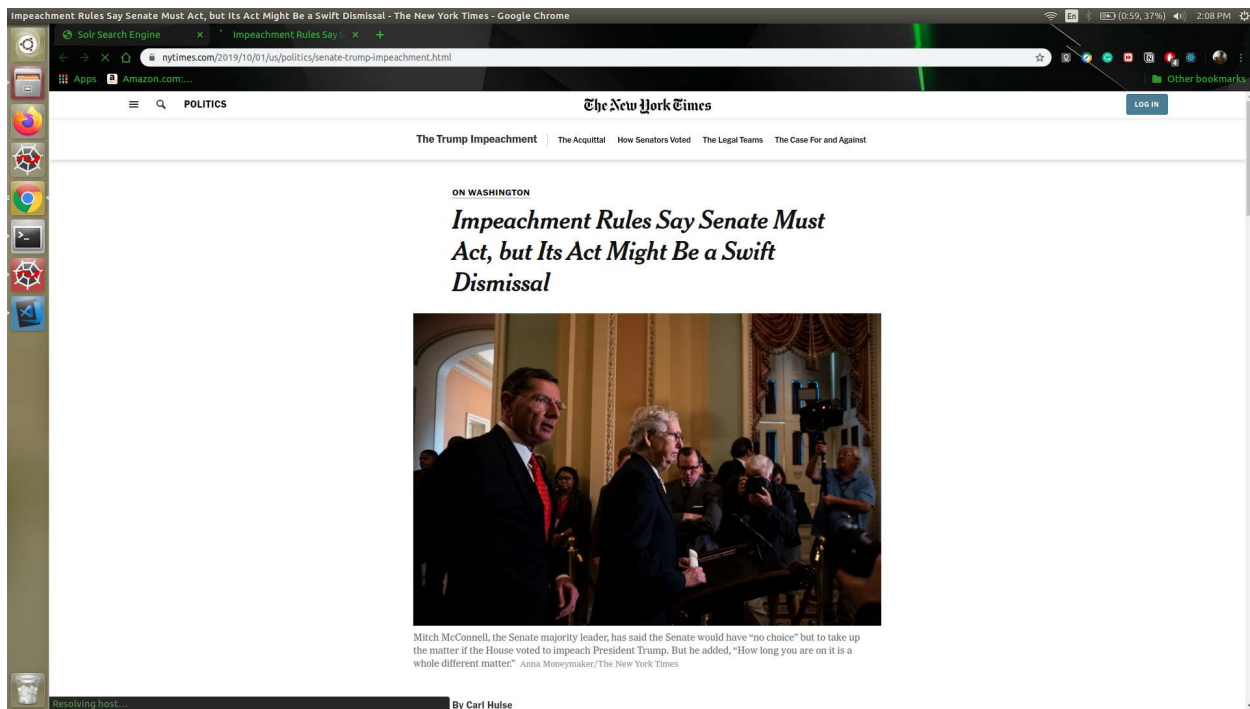 Impeachment Rules Say Senate Must Act, but Its Act Might Be a Swift Dismissal - The New York Times - Google Chrome
En (0:59, 37%) 2:08 PM
Solr Search Engine Impeachment Rules Say S
nytimes.com/2019/10/01/us/politics/senate-trump-impeachment.html
Apps Amazon.com:... Other bookmarks
POLITICS The New York Times LOG IN
The Trump Impeachment The Acquittal How Senators Voted The Legal Teams The Case For and Against
ON WASHINGTON
Impeachment Rules Say Senate Must
Act, but Its Act Might Be a Swift
Dismissal
Mitch McConnell, the Senate majority leader, has said the Senate would have “no choice” but to take up
the matter if the House voted to impeach President Trump. But he added, “How long you are on it is a
whole different matter.” Anna Moneymaker/The New York Times
Resolving host...
By Carl Hulse